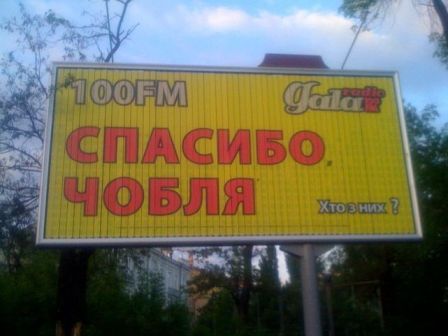 100FM
gala radio
СПАСИБО,
ЧОБЛЯ
Хто з них ?